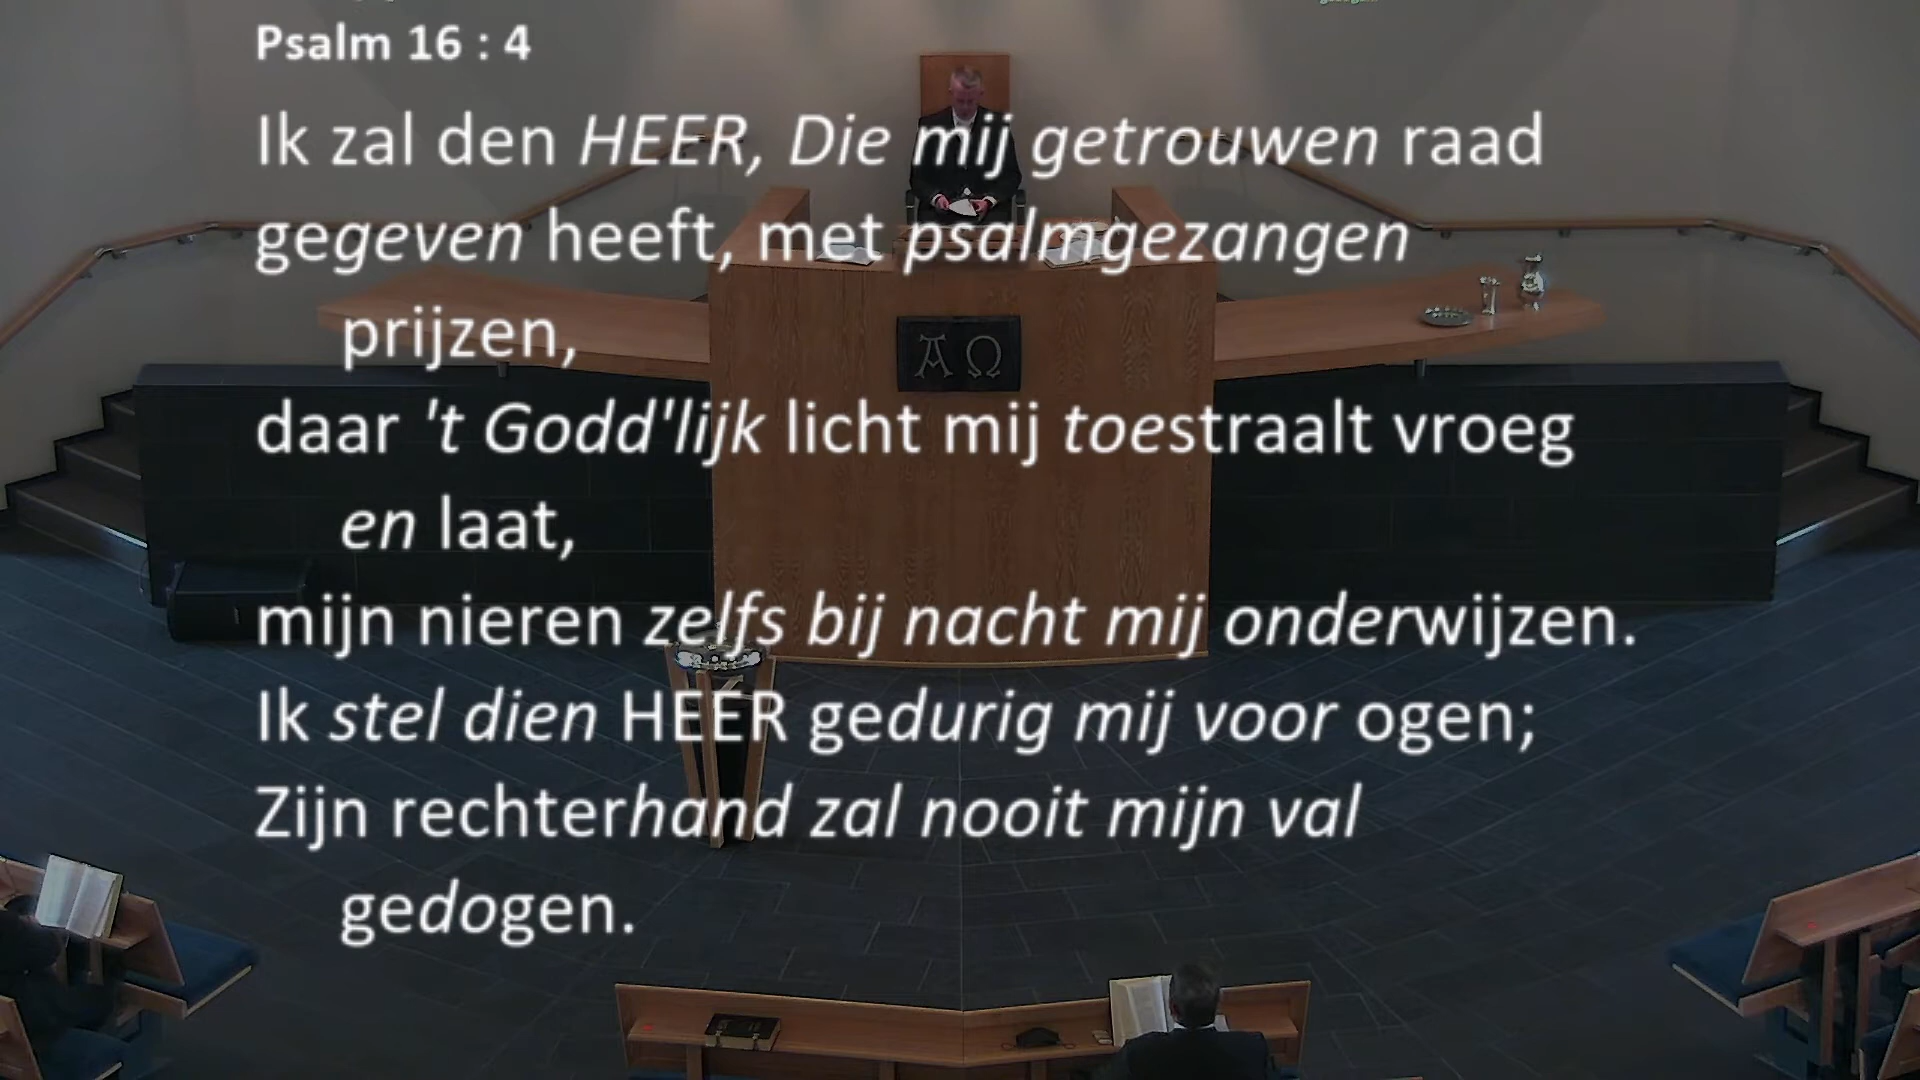 Psalm 16 : 4
Ik zal den HEER, Die mij getrouwen raad
gegeven heeft, met psalmgezangen
prijzen,
daar 't Godd'lijk licht mij toestraalt vroeg
en laat,
mijn nieren zelfs bij nacht mij onderwijzen.
Ik stel dien HEER gedurig mij voor ogen;
Zijn rechterhand zal nooit mijn val
gedogen.
Α Ω